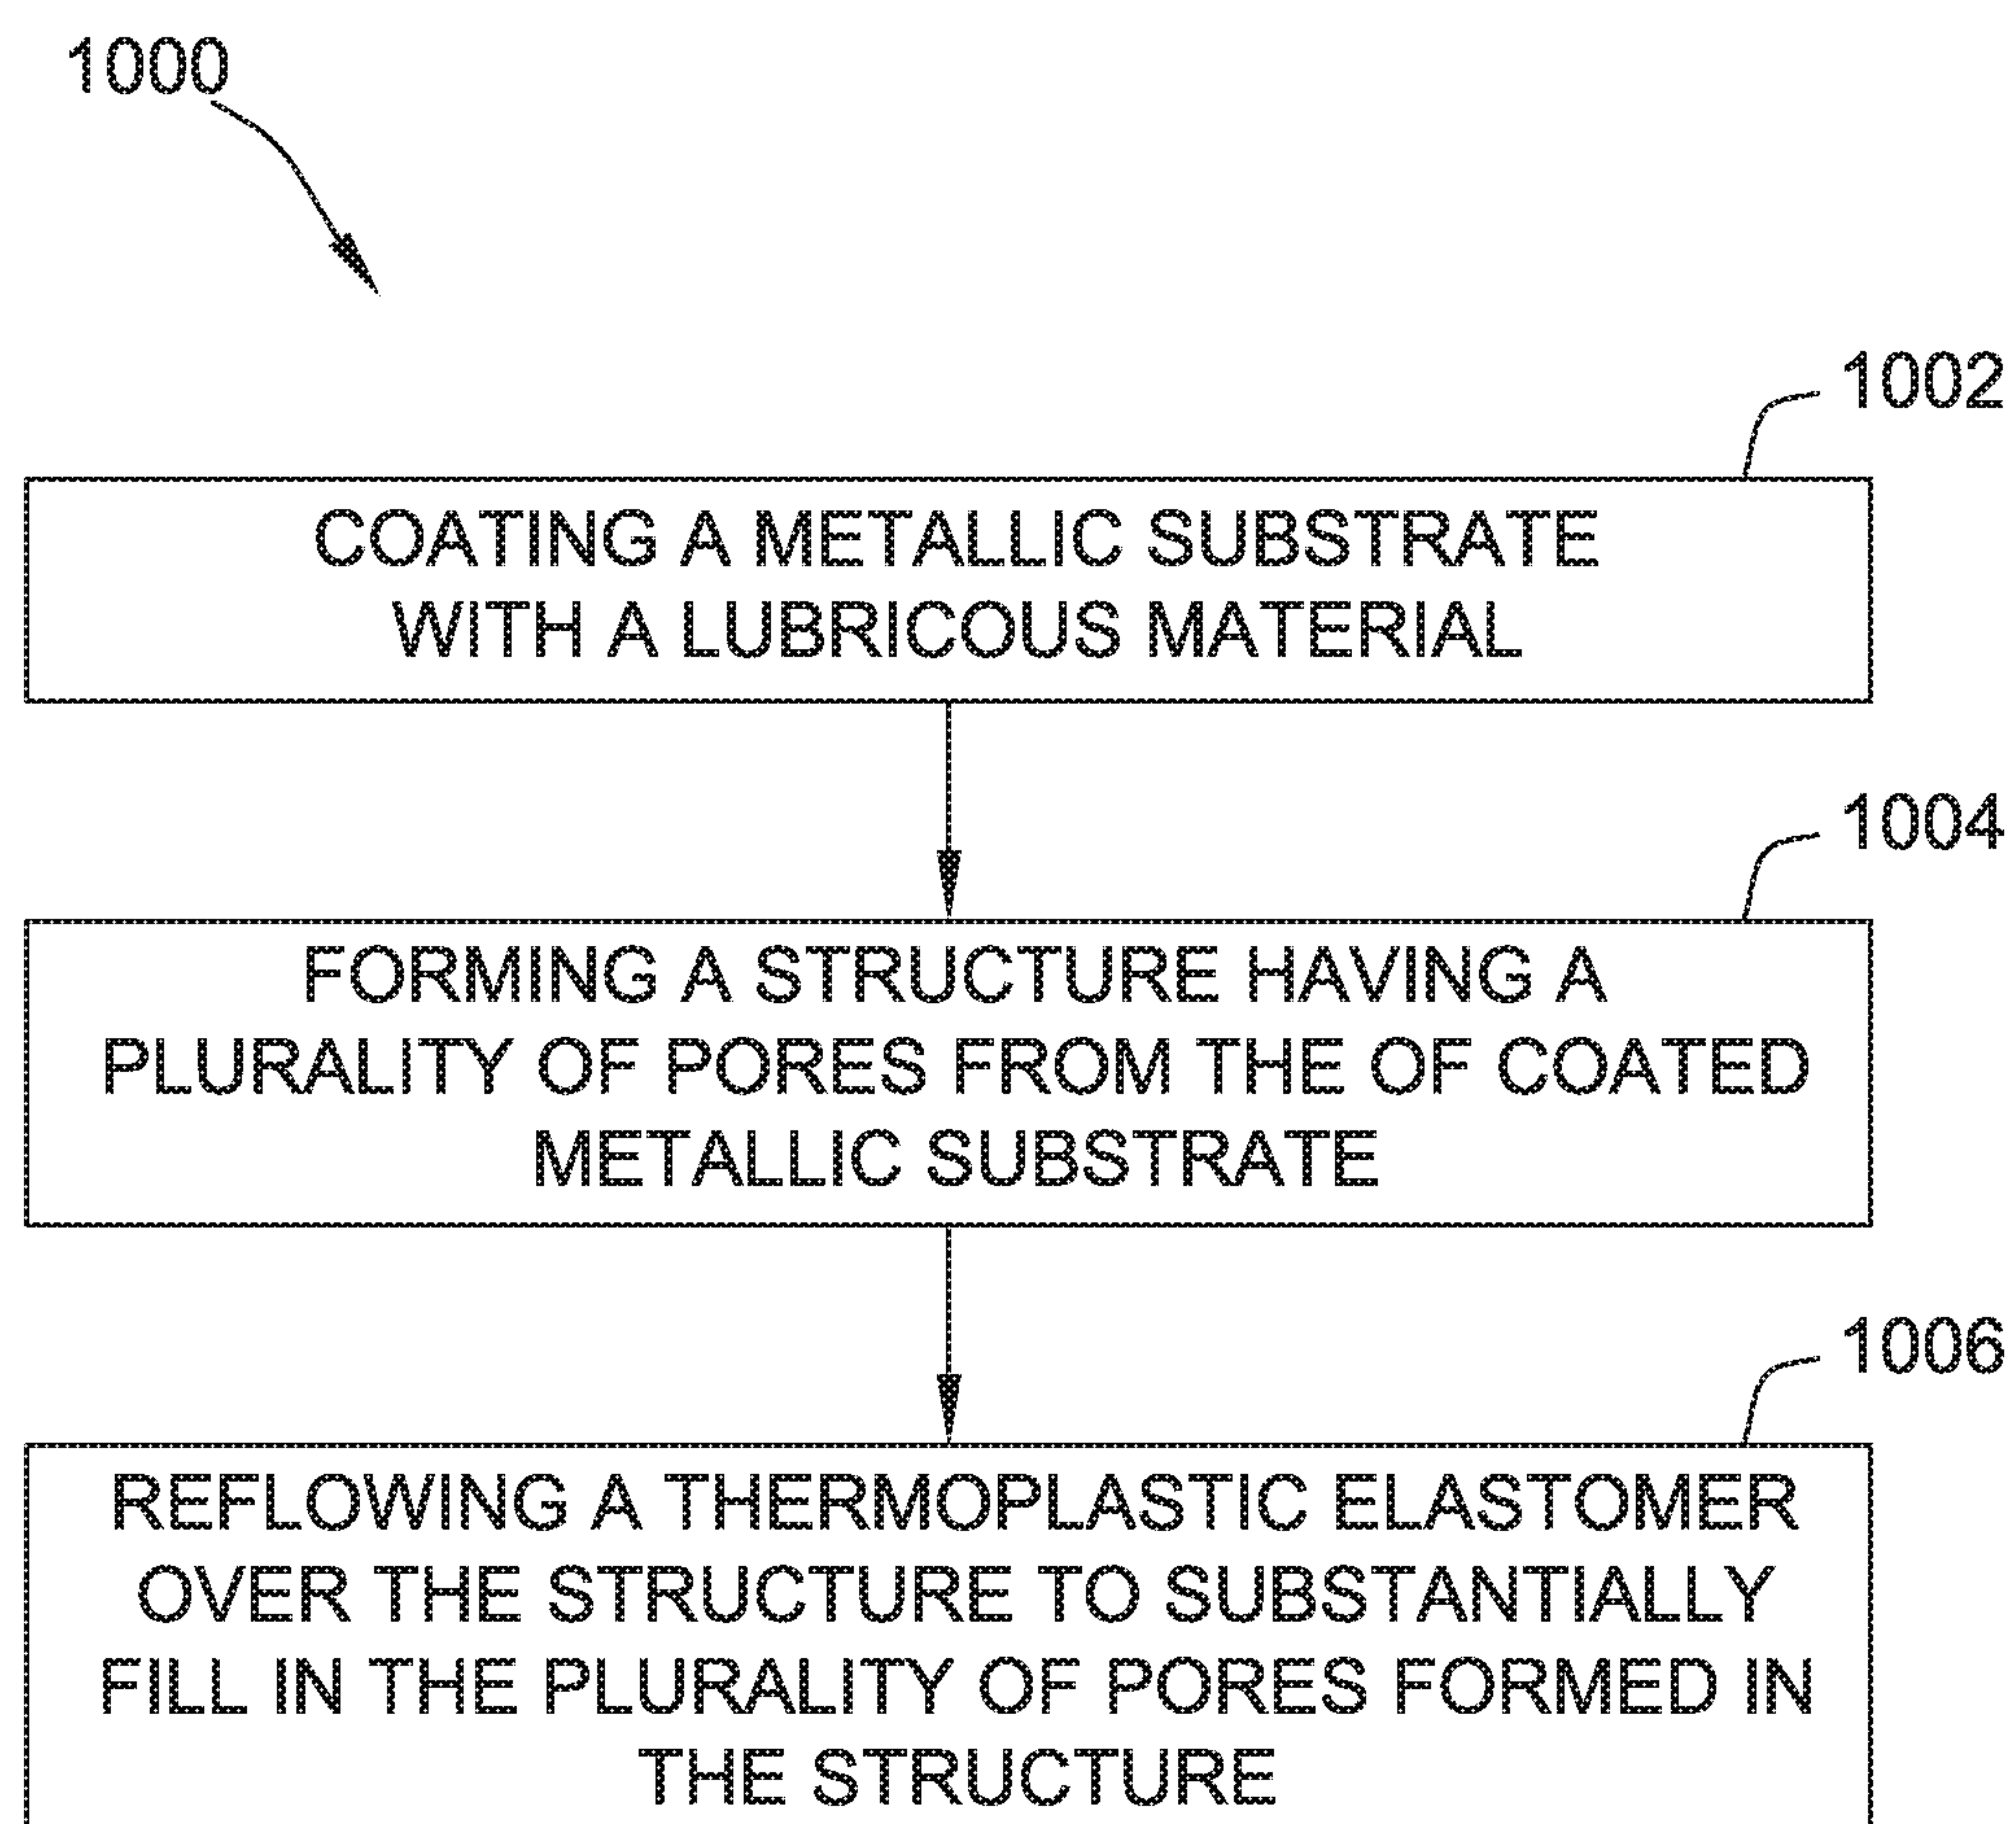 1000
1002
COATING A METALLIC SUBSTRATE
WITH A LUBRICOUS MATERIAL
1004
FORMING A STRUCTURE HAVING A
PLURALITY OF PORES FROM THE OF COATED
METALLIC SUBSTRATE
1006
REFLOWING A THERMOPLASTIC ELASTOMER
OVER THE STRUCTURE TO SUBSTANTIALLY
FILL IN THE PLURALITY OF PORES FORMED IN
THE STRUCTURE